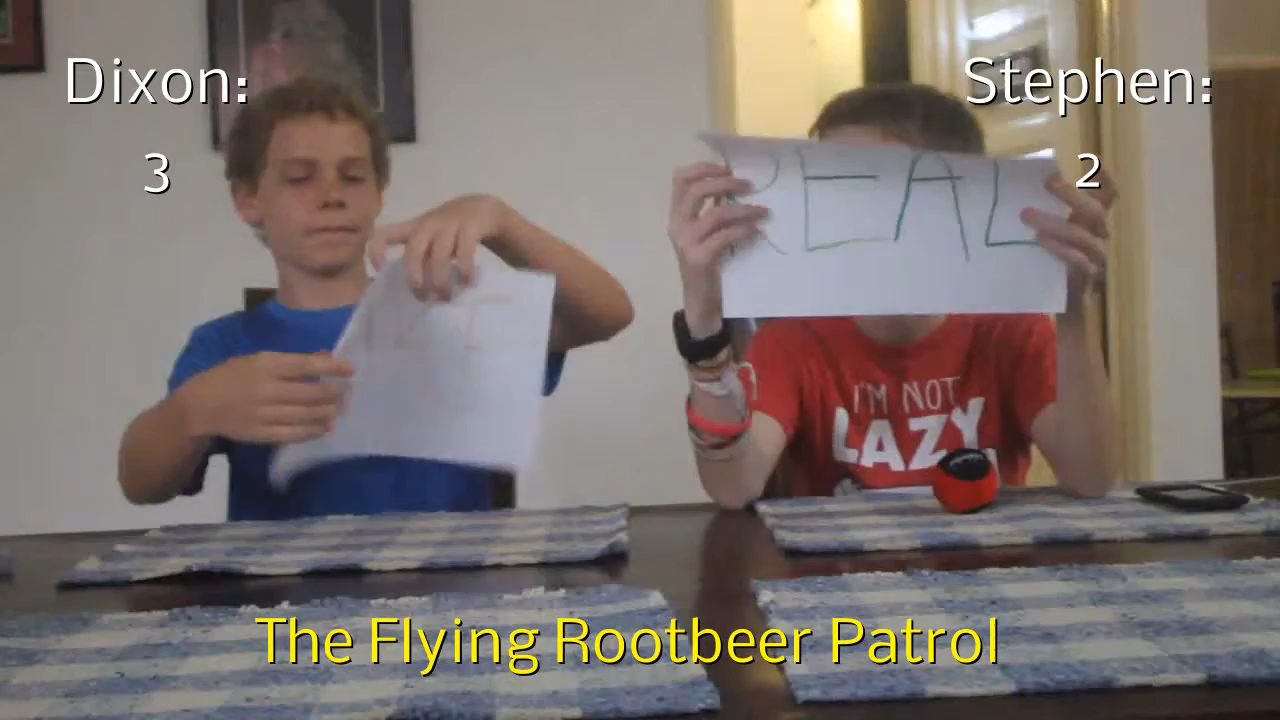 Dixon:
3
Stephen:
2
REAL
I'M NOT
LAZY
The Flying Rootbeer Patrol